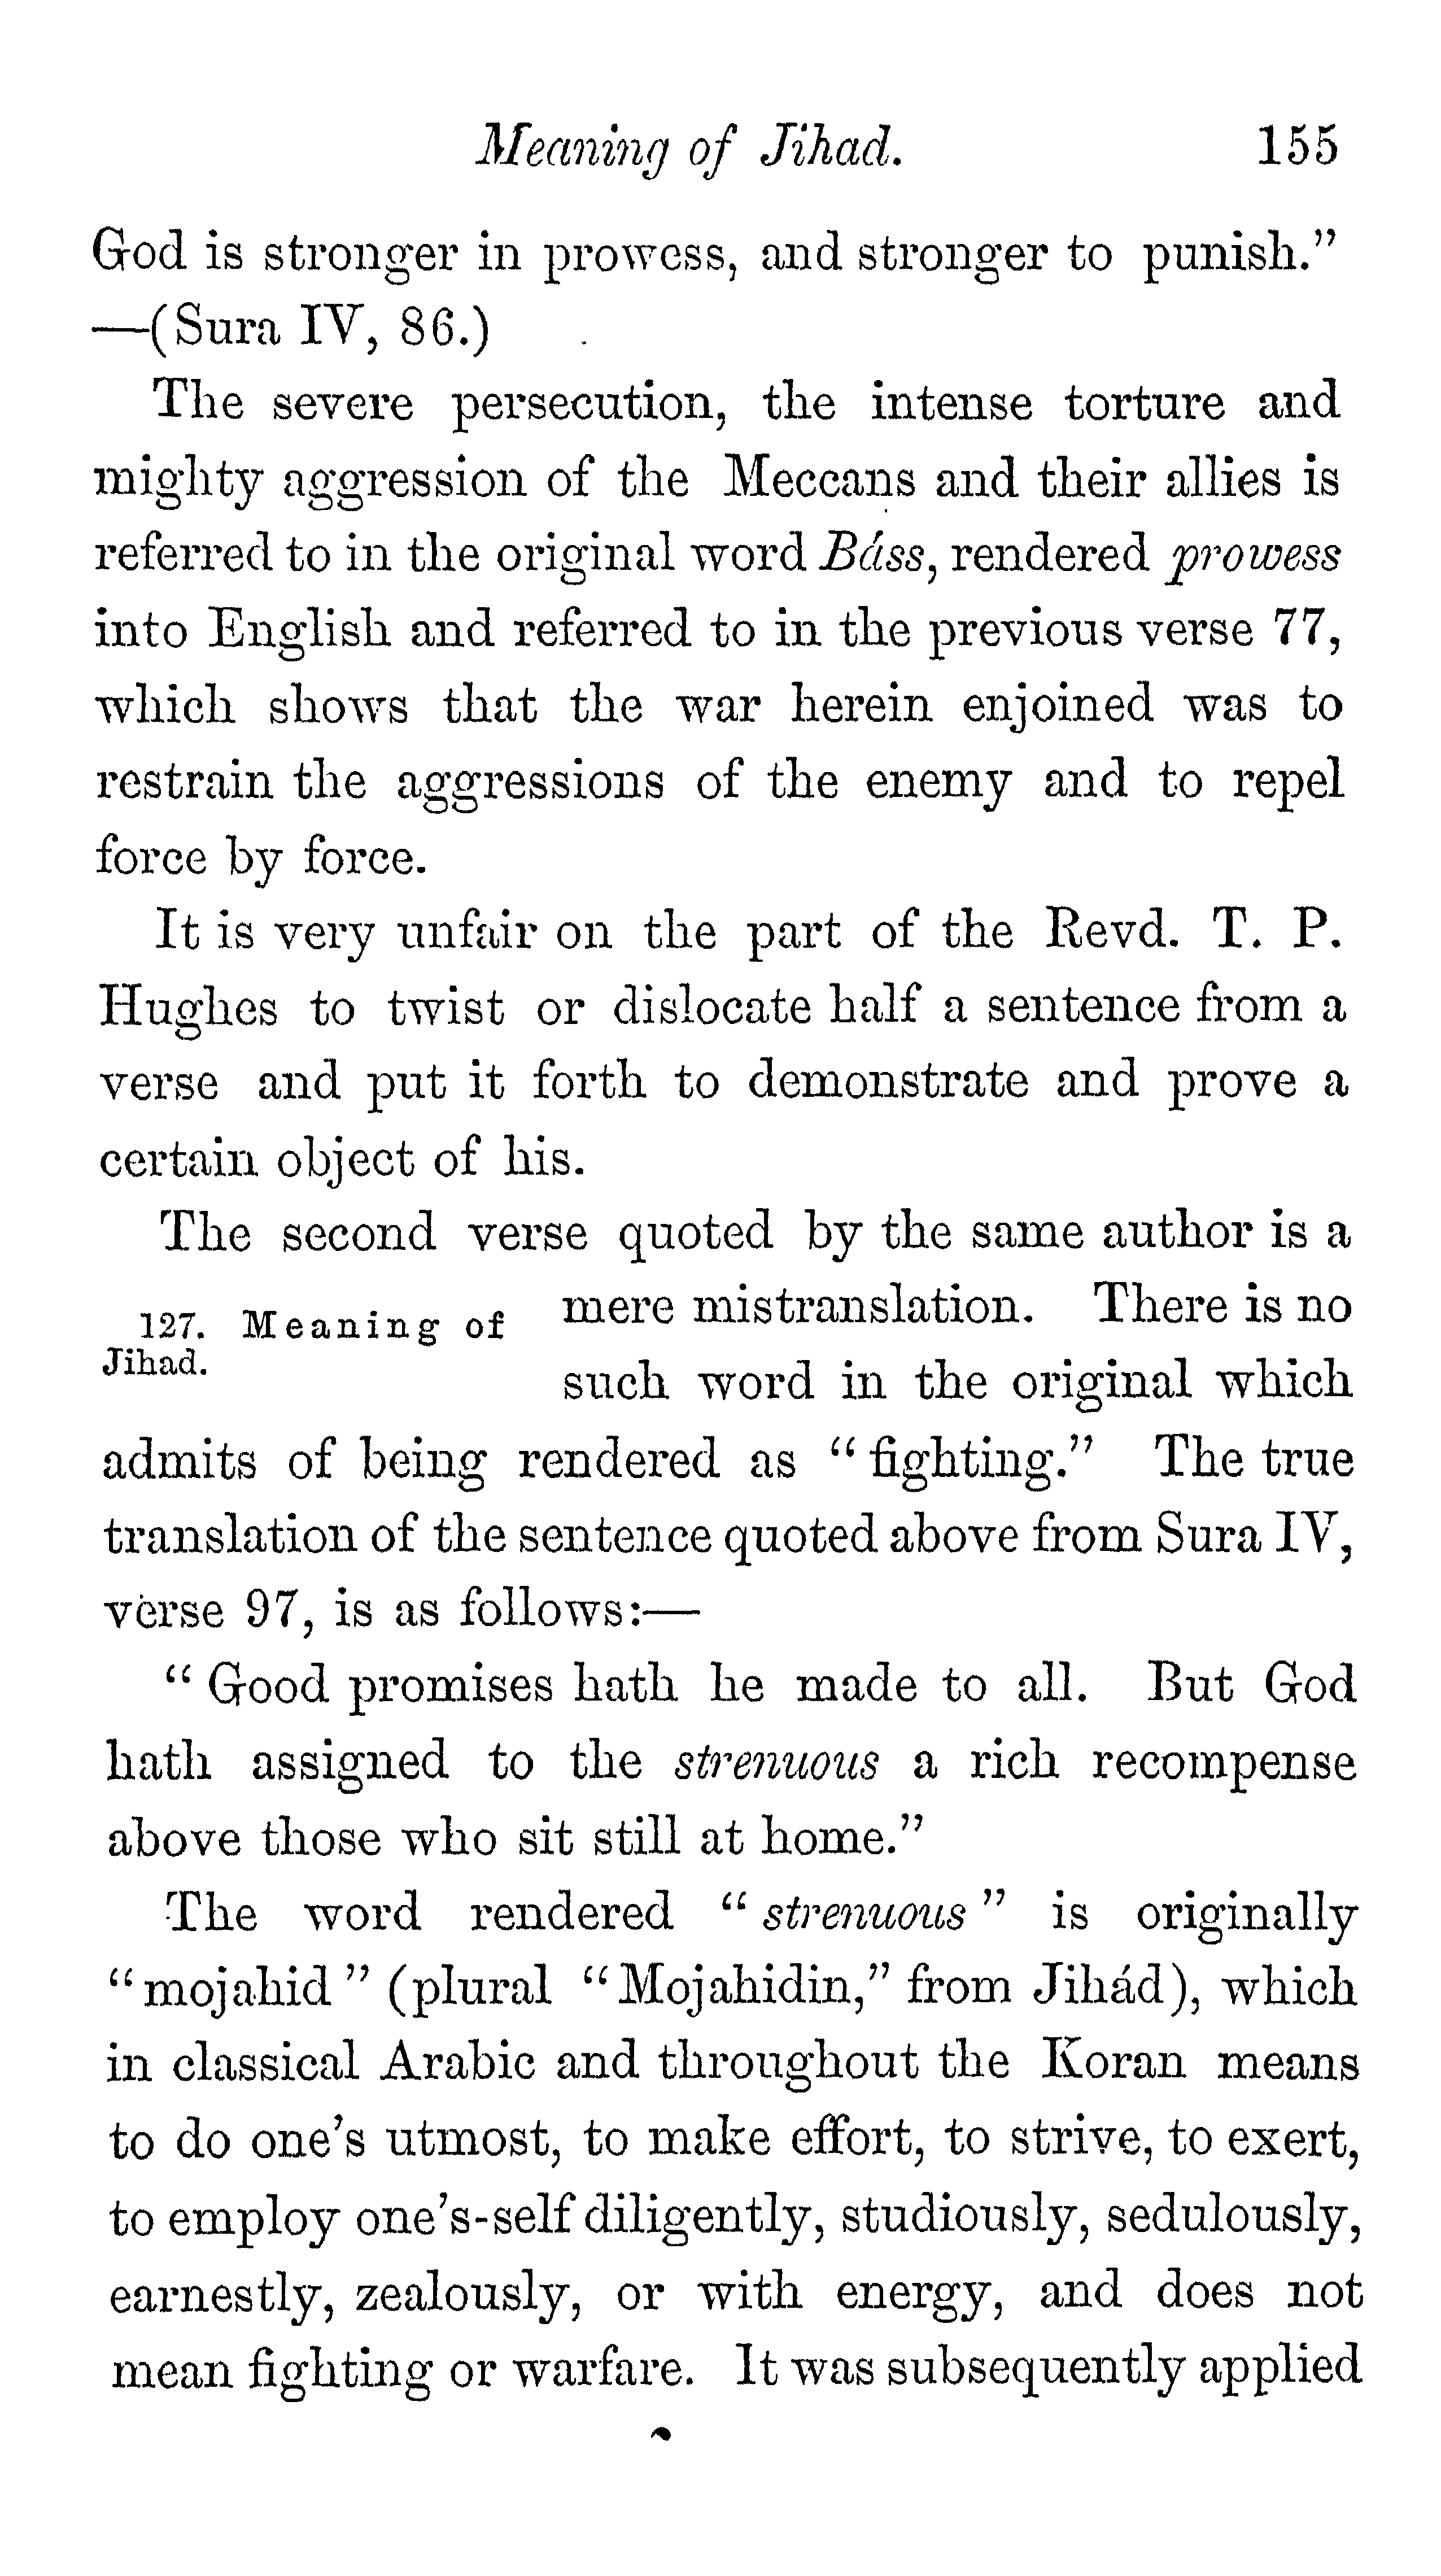 Meaning of Jihad. 155
God is stronger in prowess, and stronger to punish.”
—(Sura IV, 86.)
The severe persecution, the intense torture and
mighty aggression of the Meccans and their allies is
referred to in the original word Báss, rendered prowess
into English and referred to in the previous verse 77,
which shows that the war herein enjoined was to
restrain the aggressions of the enemy and to repel
force by force.
It is very unfair on the part of the Revd. T. P.
Hughes to twist or dislocate half a sentence from a
verse and put it forth to demonstrate and prove a
certain object of his.
The second verse quoted by the same author is a
127. Meaning of
Jihad.
mere mistranslation. There is no
such word in the original which
admits of being rendered as “fighting.” The true
translation of the sentence quoted above from Sura IV,
verse 97, is as follows:—
“Good promises hath he made to all. But God
hath assigned to the strenuous a rich recompense
above those who sit still at home.”
The word rendered “strenuous” is originally
“mojahid” (plural “Mojahidin,” from Jihád), which
in classical Arabic and throughout the Koran means
to do one’s utmost, to make effort, to strive, to exert,
to employ one’s-self diligently, studiously, sedulously,
earnestly, zealously, or with energy, and does not
mean fighting or warfare. It was subsequently applied